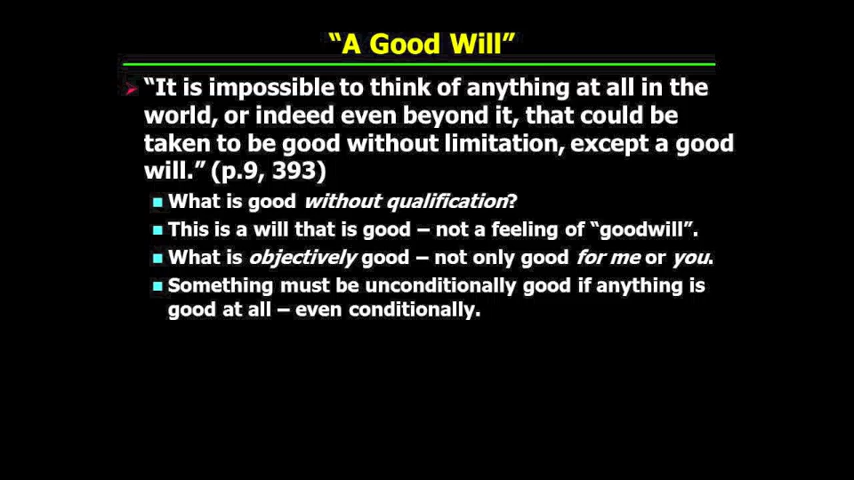 “A Good Will”
“It is impossible to think of anything at all in the
world, or indeed even beyond it, that could be
taken to be good without limitation, except a good
will.” (p.9, 393)
What is good without qualification?
This is a will that is good – not a feeling of “goodwill”.
What is objectively good – not only good for me or you.
Something must be unconditionally good if anything is
good at all – even conditionally.